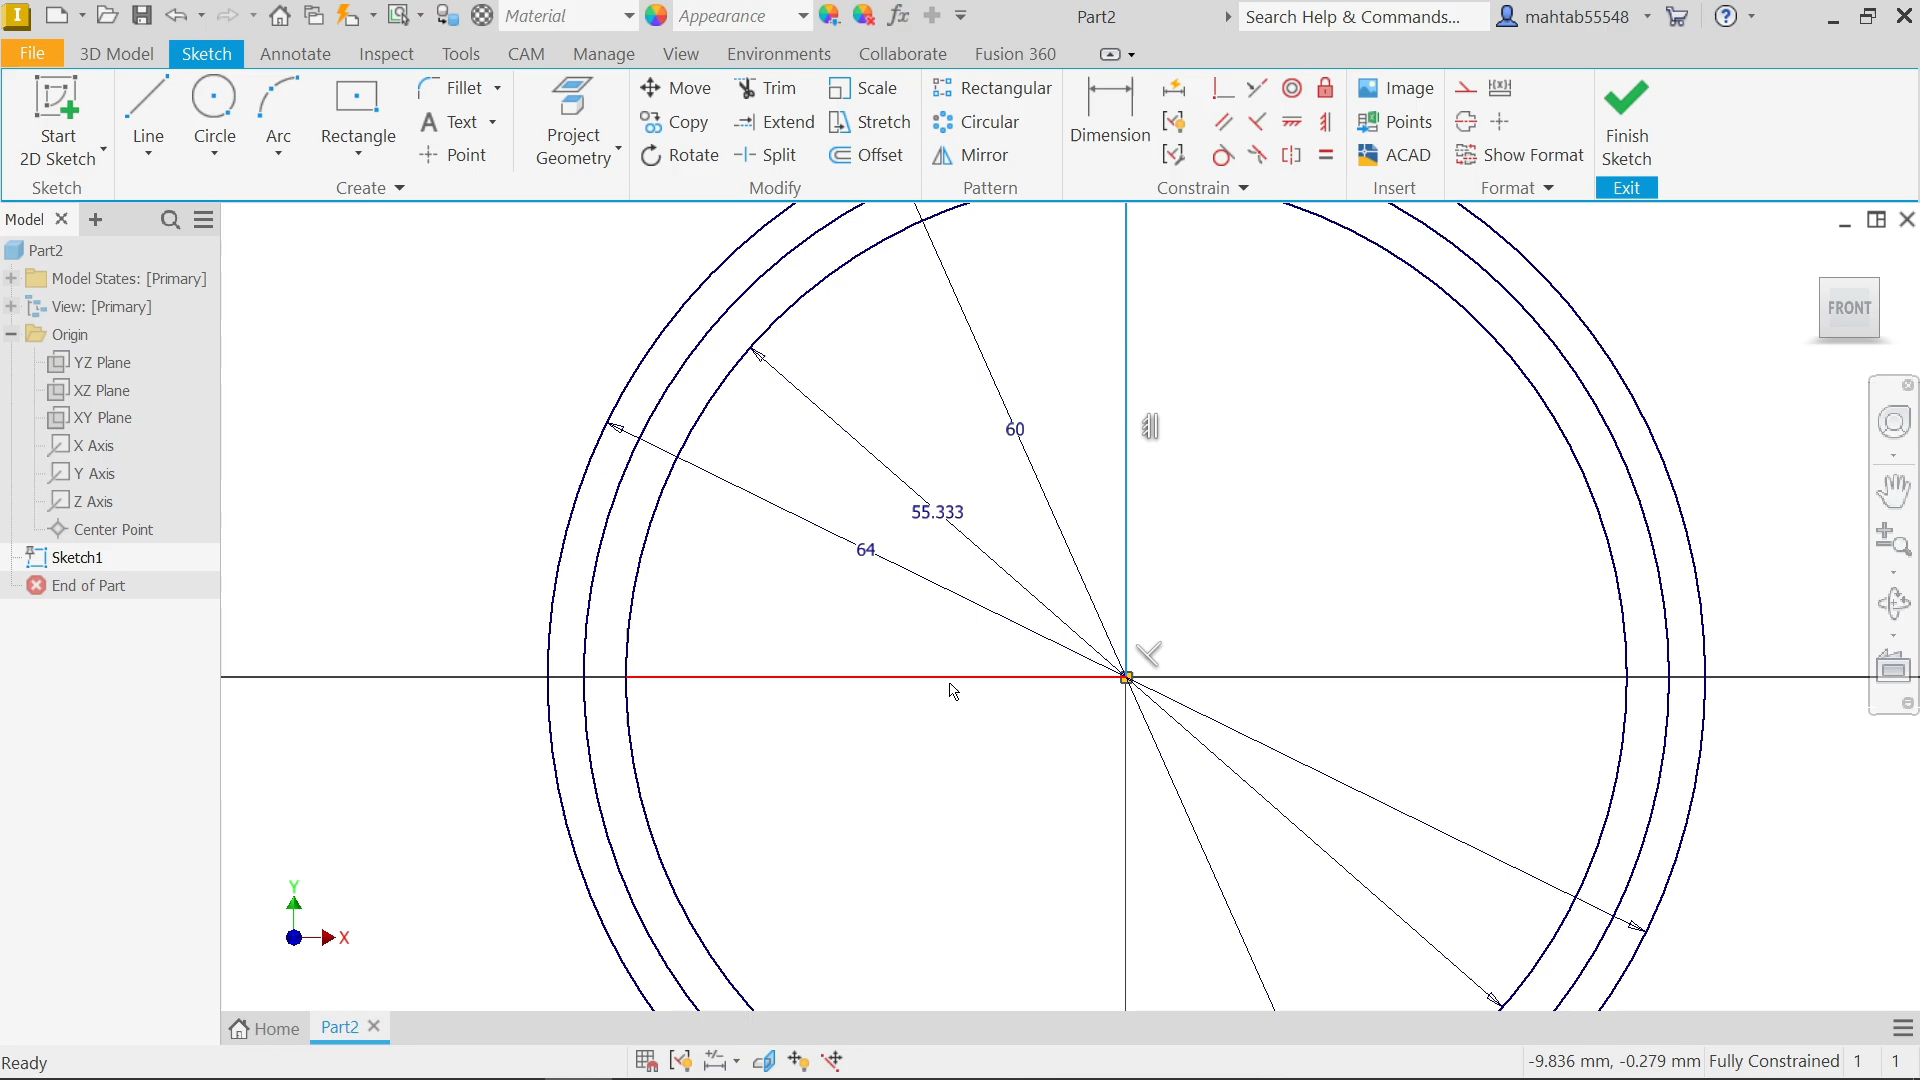 I
Material
Appearance
fx
Part2
Search Help & Commands...
mahtab55548
?
File
3D Model
Sketch
Annotate
Inspect
Tools
CAM
Manage
View
Environments
Collaborate
Fusion 360
Start
2D Sketch
Line
Circle
Arc
Rectangle
Fillet
A Text
Point
Project
Geometry
Move
Copy
Rotate
Trim
Extend
Split
Scale
Stretch
Offset
Rectangular
Circular
Mirror
Dimension
Image
Points
ACAD
Show Format
Finish
Sketch
Sketch
Create
Modify
Pattern
Constrain
Insert
Format
Exit
Model
Part2
Model States: [Primary]
View: [Primary]
Origin
YZ Plane
XZ Plane
XY Plane
X Axis
Y Axis
Z Axis
Center Point
Sketch1
End of Part
FRONT
60
55.333
64
Y
X
Home
Part2
Ready
-9.836 mm, -0.279 mm
Fully Constrained
1
1